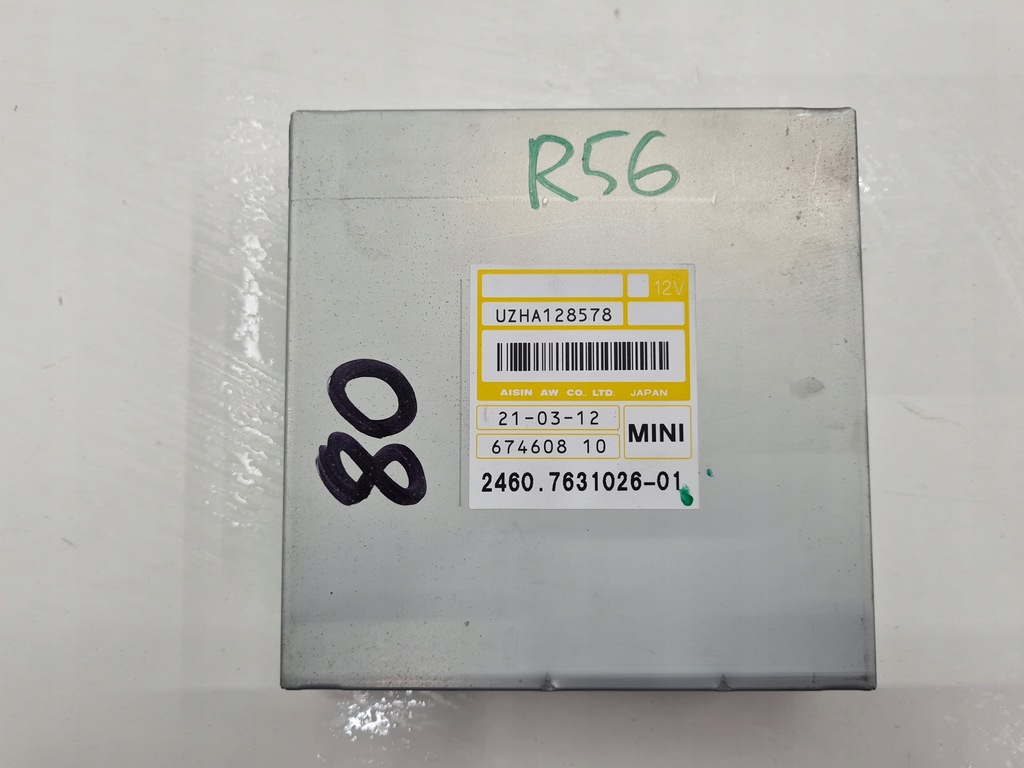 R56
12V
UZHA128578
AISIN AW CO., LTD. JAPAN
21-03-12
674608 10
MINI
2460.7631026-01
80